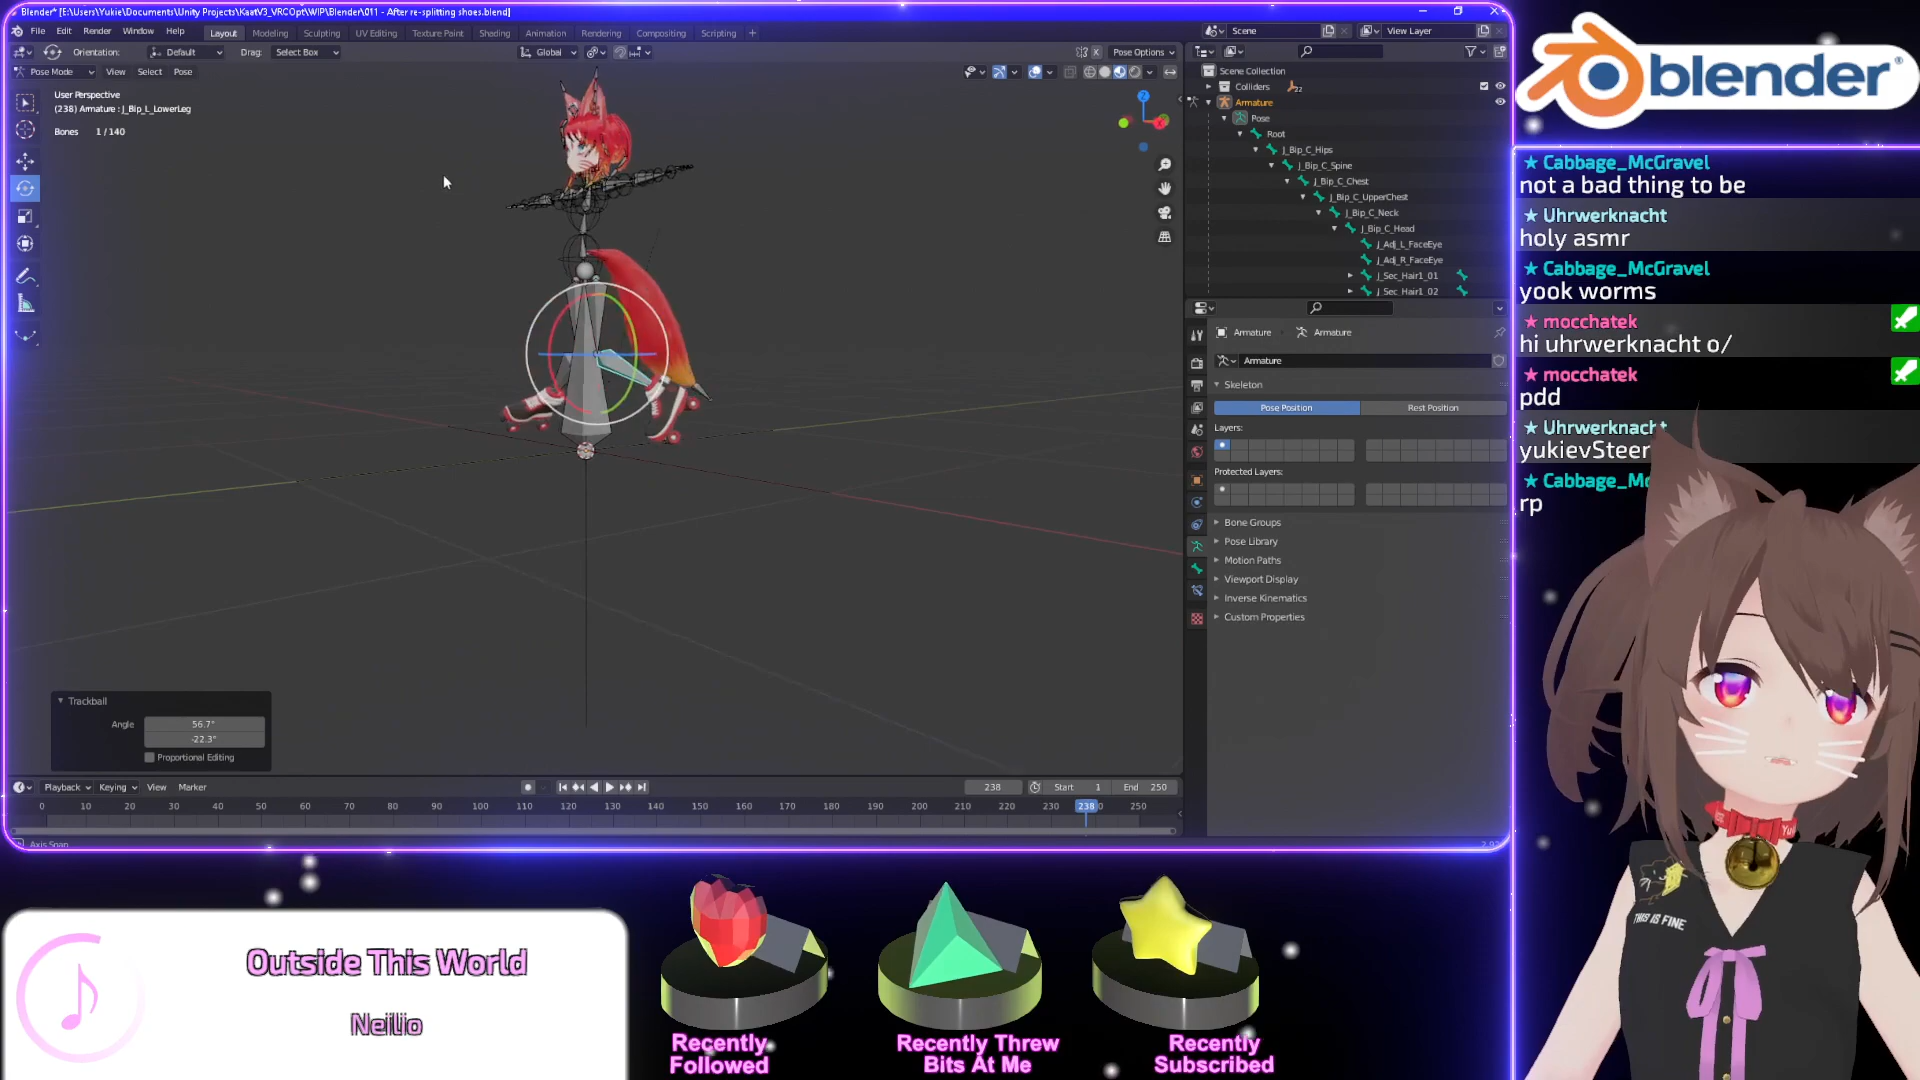 Blender* [E:\Users\Yukie\Documents\Unity Projects\KaatV3_VRCOpt\WIP\Blender\011 - After re-splitting shoes.blend]
File Edit Render Window Help Layout Modeling Sculpting UV Editing Texture Paint Shading Animation Rendering Compositing Scripting +
Scene View Layer
Orientation: Default Drag: Select Box Global Pose Options
Pose Mode View Select Pose
User Perspective
(238) Armature : J_Bip_L_LowerLeg
Bones 1 / 140
Z
Scene Collection
Colliders 22
Armature
Pose
Root
J_Bip_C_Hips
J_Bip_C_Spine
J_Bip_C_Chest
J_Bip_C_UpperChest
J_Bip_C_Neck
J_Bip_C_Head
J_Adj_L_FaceEye
J_Adj_R_FaceEye
J_Sec_Hair1_01
J_Sec_Hair1_02
Armature Armature
Armature
Skeleton
Pose Position Rest Position
Layers:
Protected Layers:
Bone Groups
Pose Library
Motion Paths
Viewport Display
Inverse Kinematics
Custom Properties
Trackball
Angle 56.7°
-22.3°
Proportional Editing
Playback Keying View Marker 238 Start 1 End 250
0 10 20 30 40 50 60 70 80 90 100 110 120 130 140 150 160 170 180 190 200 210 220 230 238 250
Axis Snap
blender
Cabbage_McGravel
not a bad thing to be
Uhrwerknacht
holy asmr
Cabbage_McGravel
yook worms
mocchatek
hi uhrwerknacht o/
mocchatek
pdd
Uhrwerknacht
yukievSteer
Cabbage_Mc
rp
THIS IS FINE
Outside This World
Neilio
Recently Followed
Recently Threw Bits At Me
Recently Subscribed